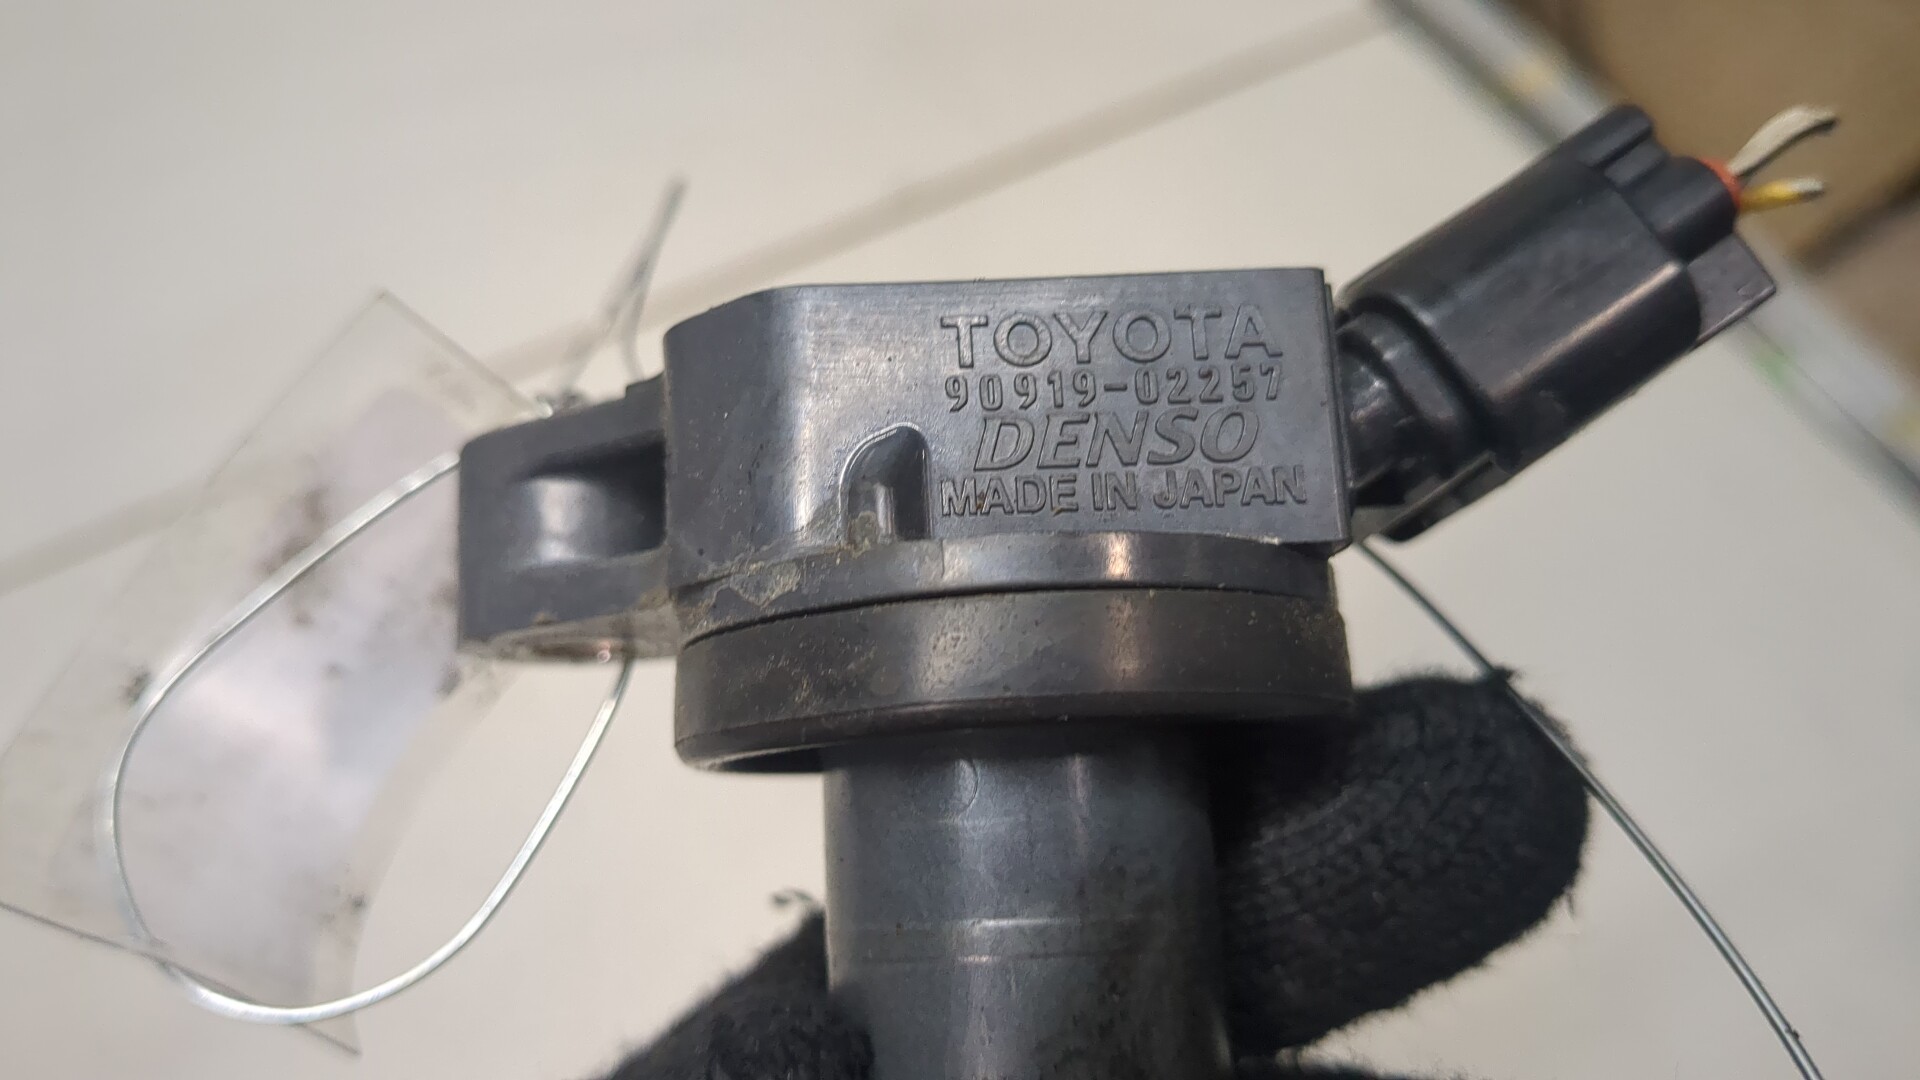 TOYOTA
90919-02257
DENSO
MADE IN JAPAN